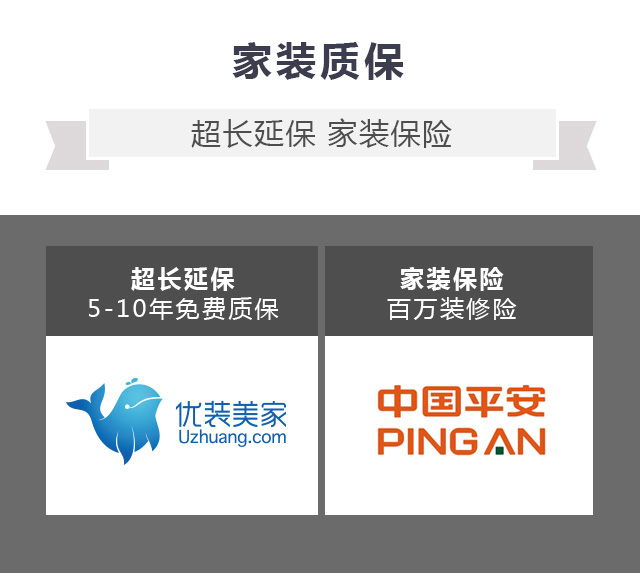 家装质保
超长延保 家装保险
超长延保
5-10年免费质保
家装保险
百万装修险
优装美家
Uzhuang.com
中国平安
PING AN